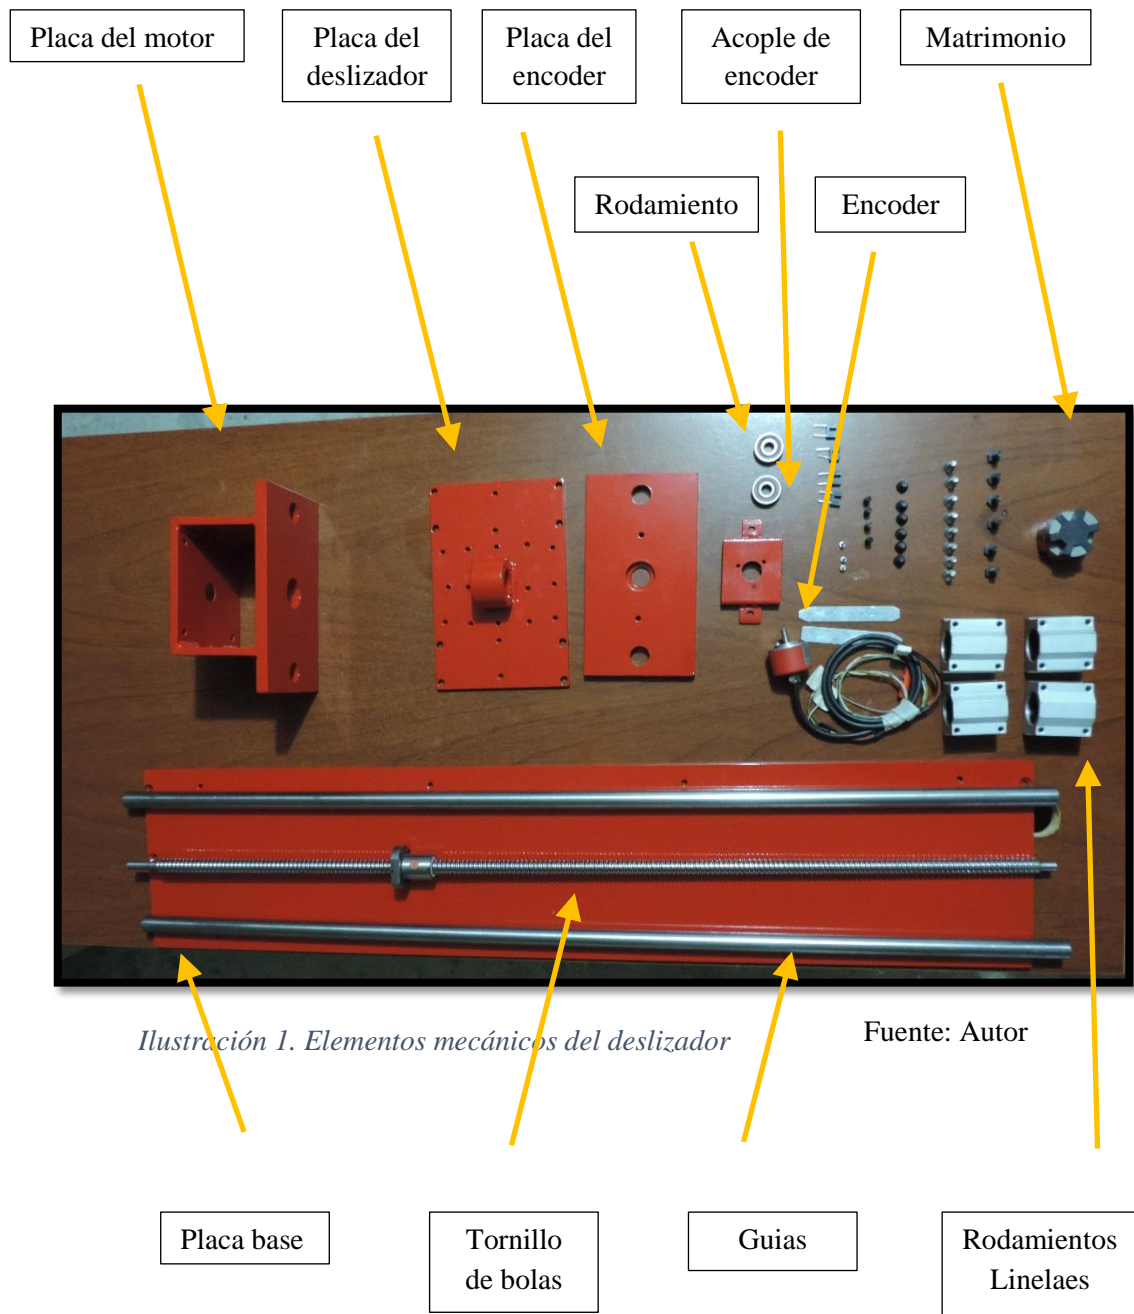 Placa del motor
Placa del
deslizador
Placa del
encoder
Acople de
encoder
Matrimonio
Rodamiento
Encoder
Ilustración 1. Elementos mecánicos del deslizador
Fuente: Autor
Placa base
Tornillo
de bolas
Guias
Rodamientos
Linelaes